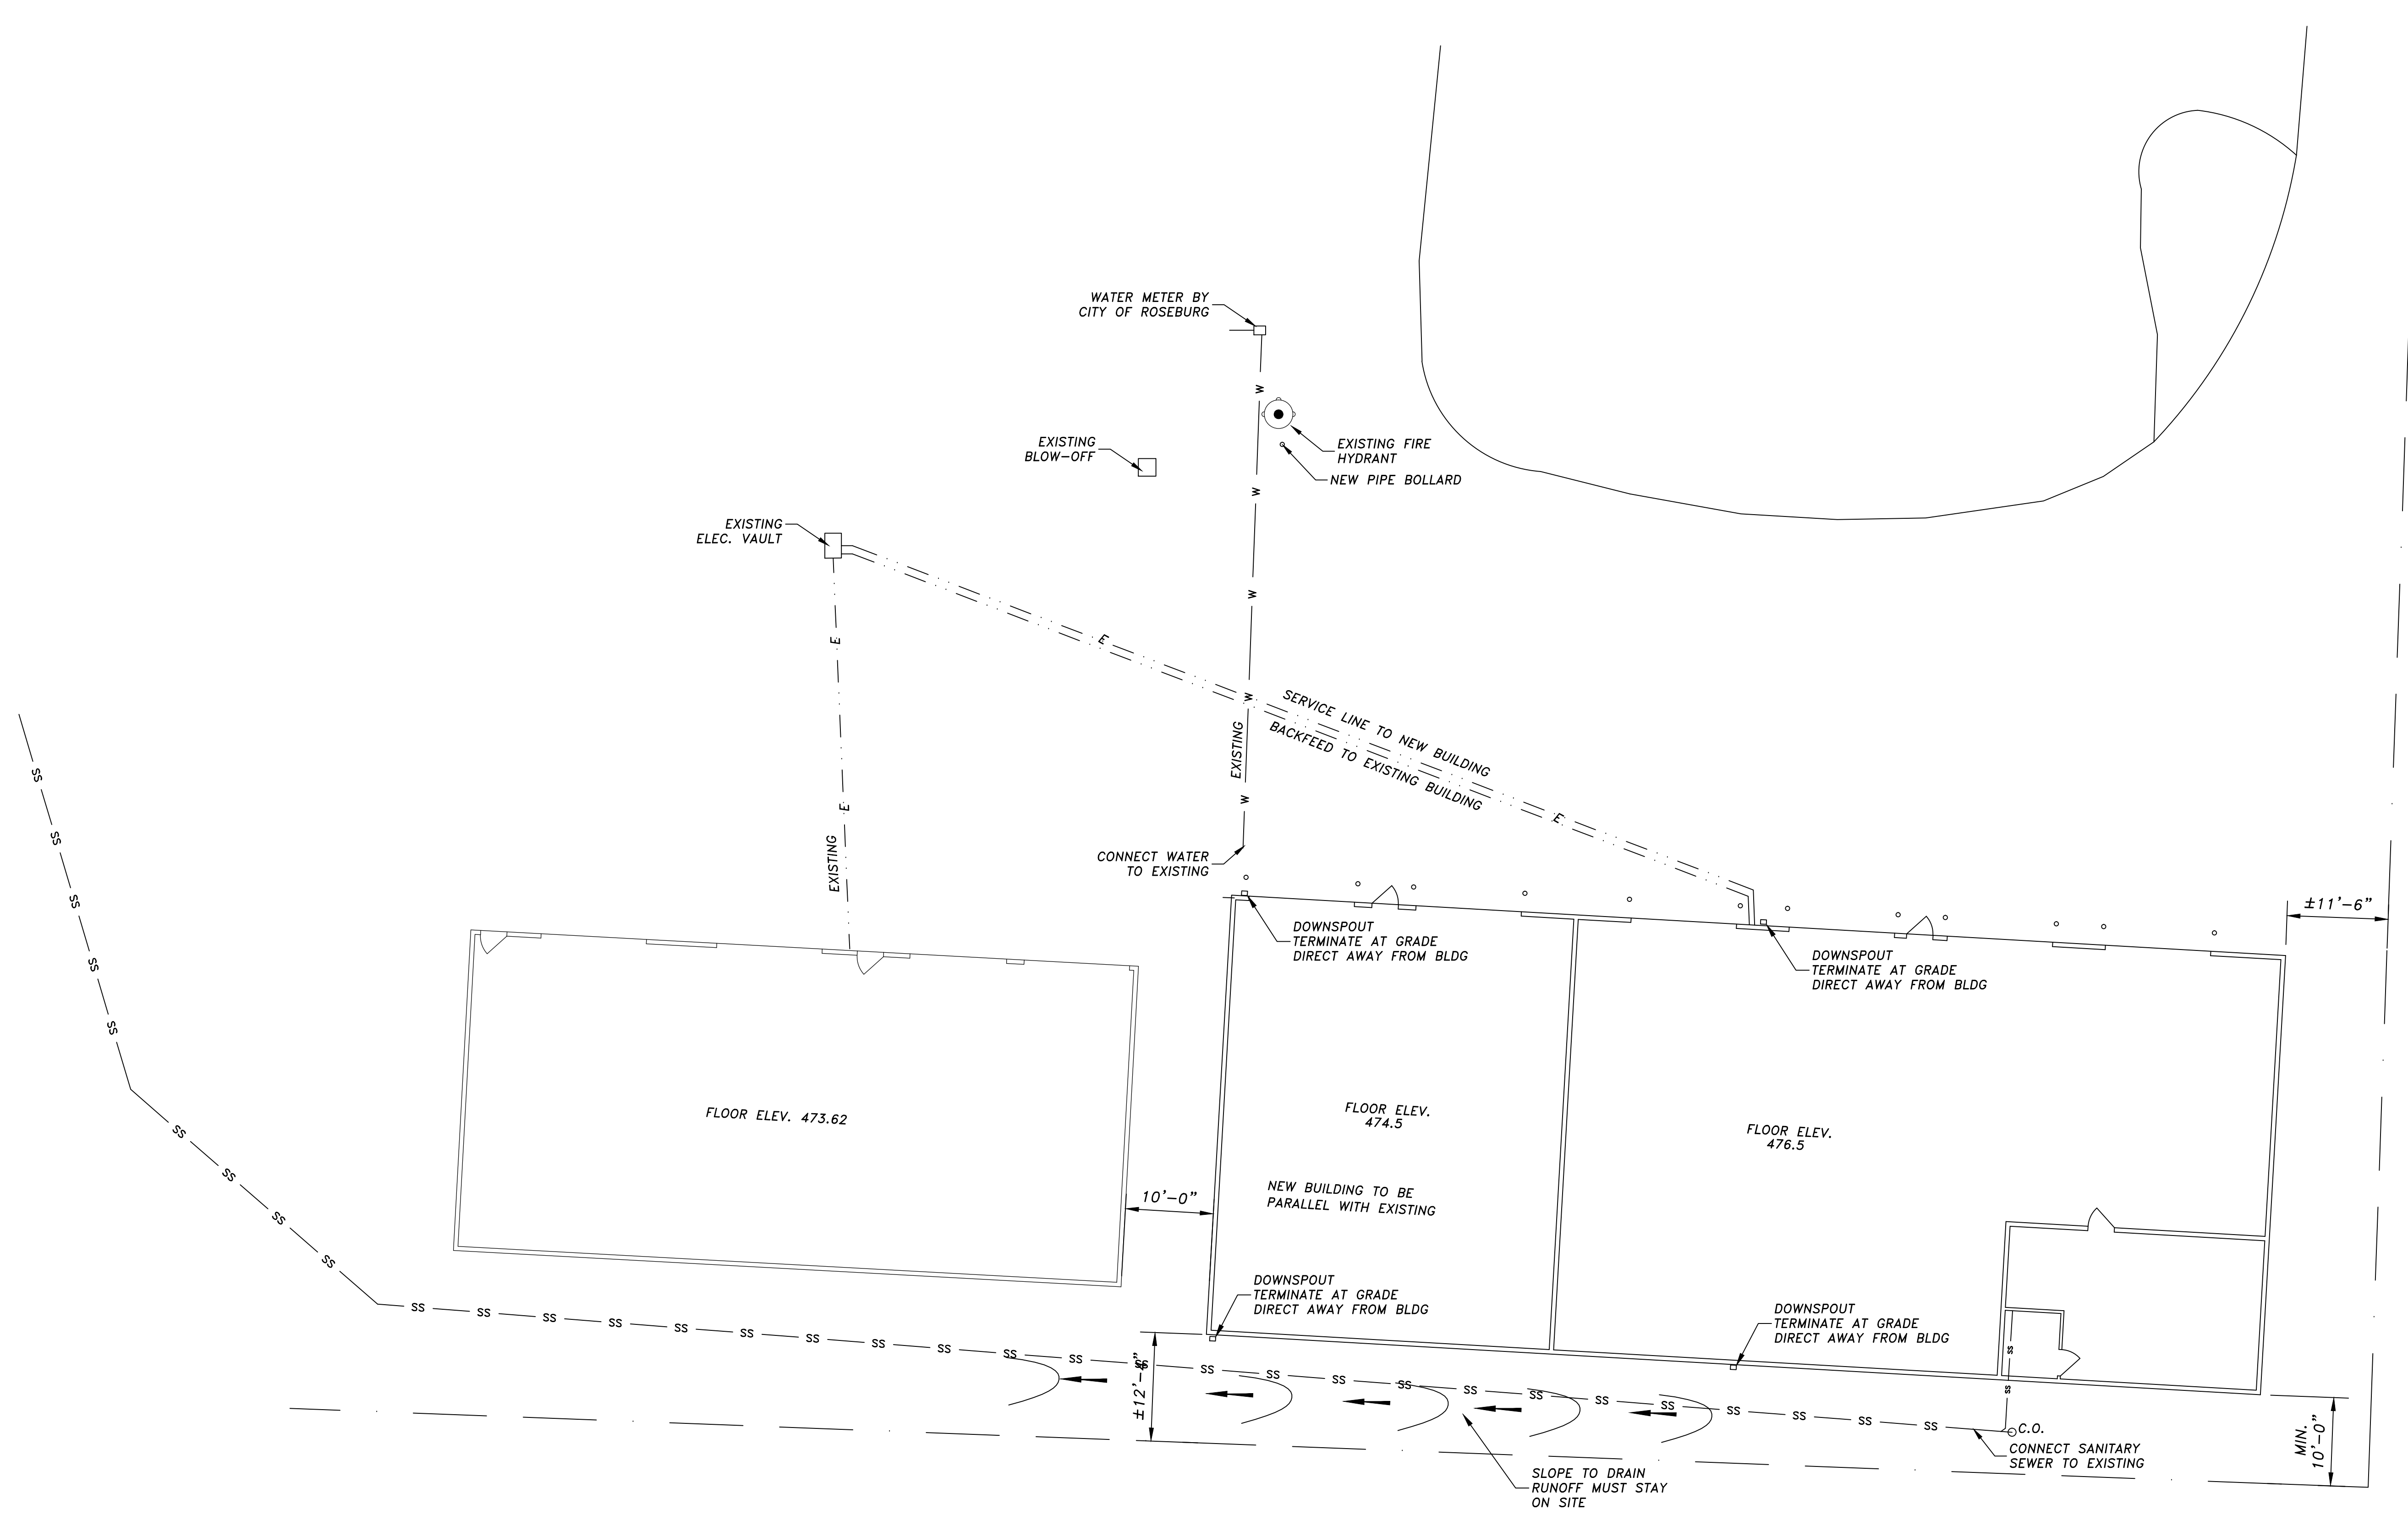 WATER METER BY
CITY OF ROSEBURG
W
EXISTING FIRE
HYDRANT
EXISTING
BLOW-OFF
NEW PIPE BOLLARD
W
EXISTING
ELEC. VAULT
W
E
E
W
SERVICE LINE TO NEW BUILDING
BACKFEED TO EXISTING BUILDING
EXISTING
W
E
E
EXISTING
CONNECT WATER
TO EXISTING
±11'-6"
DOWNSPOUT
TERMINATE AT GRADE
DIRECT AWAY FROM BLDG
DOWNSPOUT
TERMINATE AT GRADE
DIRECT AWAY FROM BLDG
SS
SS
SS
SS
SS
FLOOR ELEV. 473.62
FLOOR ELEV.
474.5
FLOOR ELEV.
476.5
SS
SS
SS
SS
10'-0"
NEW BUILDING TO BE
PARALLEL WITH EXISTING
DOWNSPOUT
TERMINATE AT GRADE
DIRECT AWAY FROM BLDG
DOWNSPOUT
TERMINATE AT GRADE
DIRECT AWAY FROM BLDG
SS SS SS SS SS SS SS SS SS SS SS SS SS SS SS SS SS SS SS SS SS SS SS SS
SS
SS
±12'-4"
C.O.
CONNECT SANITARY
SEWER TO EXISTING
MIN.
10'-0"
SLOPE TO DRAIN
RUNOFF MUST STAY
ON SITE